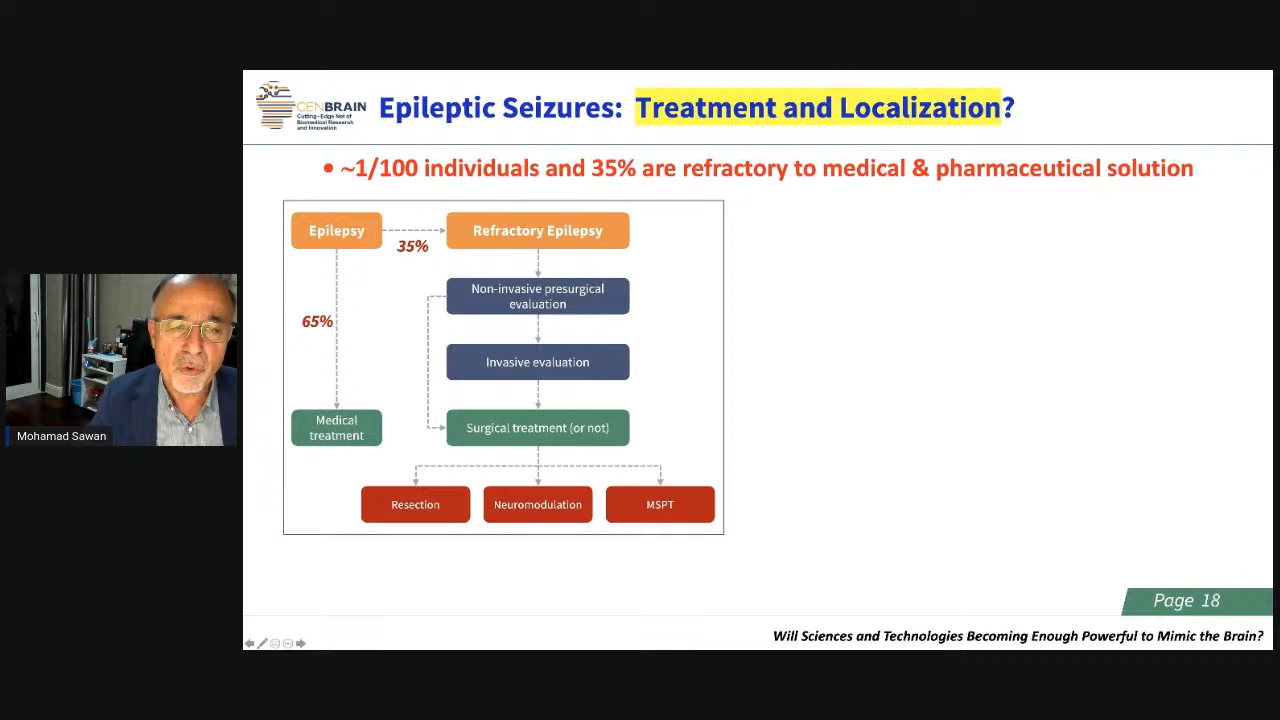 CENBRAIN
Cutting-Edge Net of
Biomedical Research
and Innovation
Epileptic Seizures: Treatment and Localization?
• ~1/100 individuals and 35% are refractory to medical & pharmaceutical solution
Epilepsy
35%
Refractory Epilepsy
Non-invasive presurgical
evaluation
65%
Invasive evaluation
Medical
treatment
Surgical treatment (or not)
Resection
Neuromodulation
MSPT
Mohamad Sawan
Page 18
Will Sciences and Technologies Becoming Enough Powerful to Mimic the Brain?